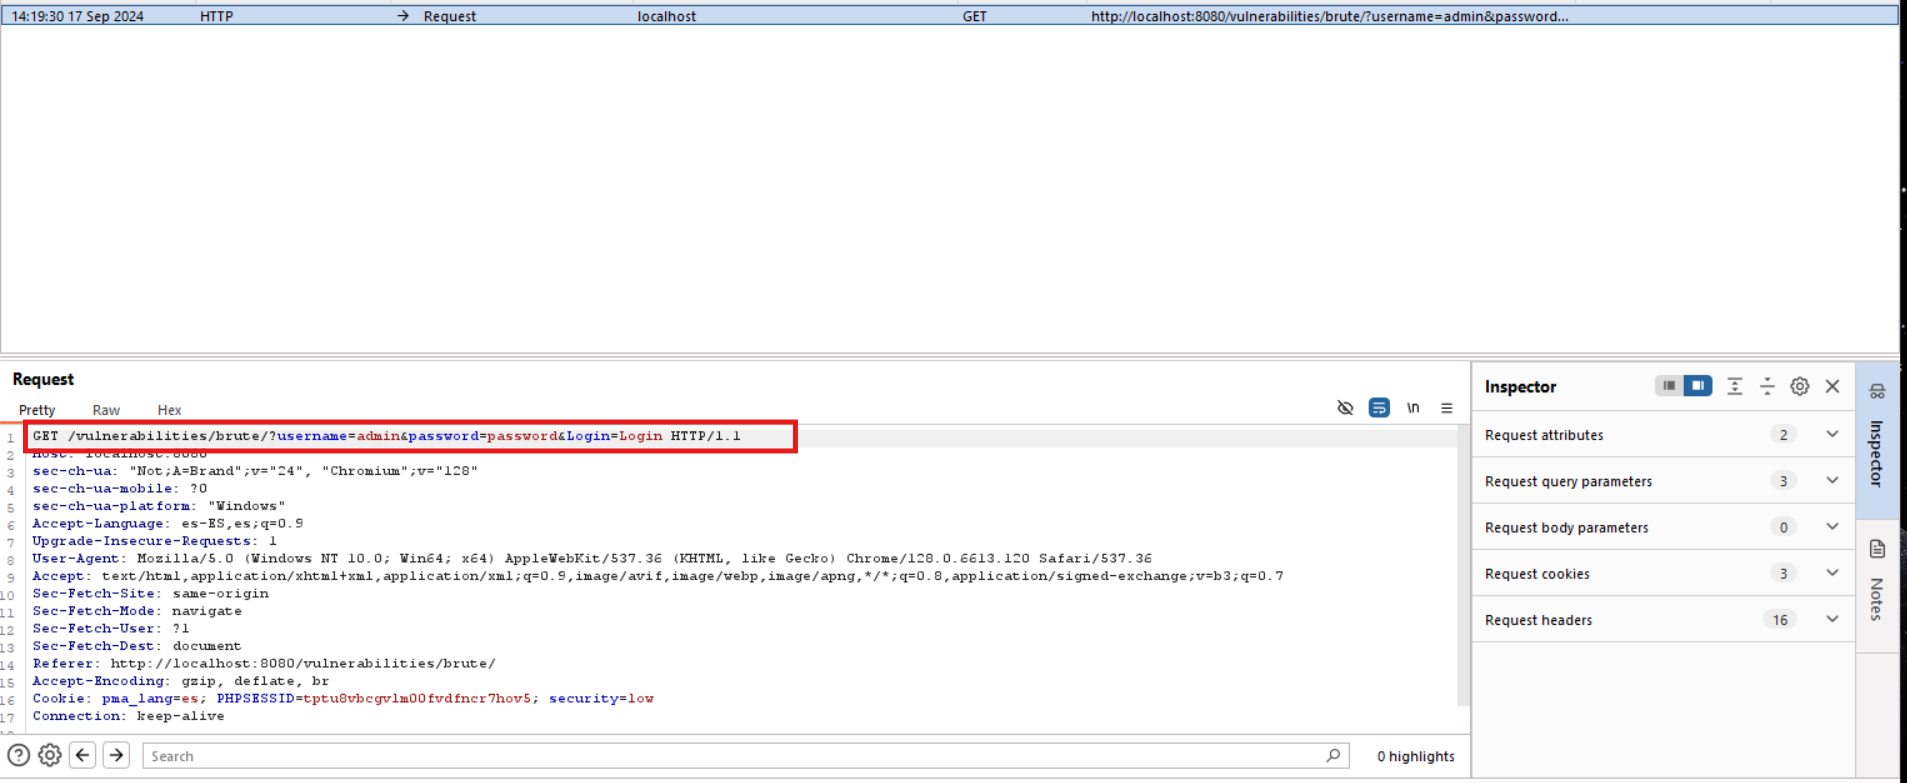 14:19:30 17 Sep 2024 HTTP → Request localhost GET http://localhost:8080/vulnerabilities/brute/?username=admin&password...
Request
Pretty Raw Hex \n
1 GET /vulnerabilities/brute/?username=admin&password=password&Login=Login HTTP/1.1
2 Host: localhost:8080
3 sec-ch-ua: "Not;A=Brand";v="24", "Chromium";v="128"
4 sec-ch-ua-mobile: ?0
5 sec-ch-ua-platform: "Windows"
6 Accept-Language: es-ES,es;q=0.9
7 Upgrade-Insecure-Requests: 1
8 User-Agent: Mozilla/5.0 (Windows NT 10.0; Win64; x64) AppleWebKit/537.36 (KHTML, like Gecko) Chrome/128.0.6613.120 Safari/537.36
9 Accept: text/html,application/xhtml+xml,application/xml;q=0.9,image/avif,image/webp,image/apng,*/*;q=0.8,application/signed-exchange;v=b3;q=0.7
10 Sec-Fetch-Site: same-origin
11 Sec-Fetch-Mode: navigate
12 Sec-Fetch-User: ?1
13 Sec-Fetch-Dest: document
14 Referer: http://localhost:8080/vulnerabilities/brute/
15 Accept-Encoding: gzip, deflate, br
16 Cookie: pma_lang=es; PHPSESSID=tptu8vbcgvlm00fvdfncr7hov5; security=low
17 Connection: keep-alive
Search
0 highlights
Inspector
Request attributes 2
Request query parameters 3
Request body parameters 0
Request cookies 3
Request headers 16
Inspector
Notes